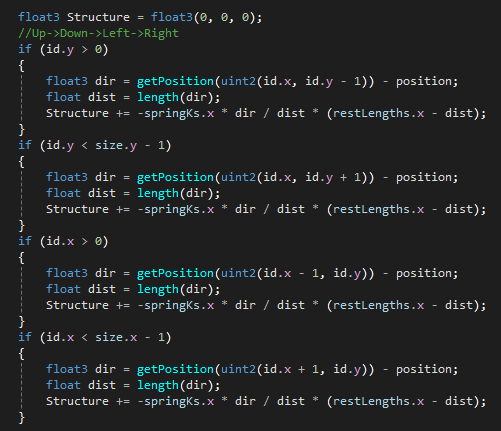 float3 Structure = float3(0, 0, 0);
//Up->Down->Left->Right
if (id.y > 0)
{
    float3 dir = getPosition(uint2(id.x, id.y - 1)) - position;
    float dist = length(dir);
    Structure += -springKs.x * dir / dist * (restLengths.x - dist);
}
if (id.y < size.y - 1)
{
    float3 dir = getPosition(uint2(id.x, id.y + 1)) - position;
    float dist = length(dir);
    Structure += -springKs.x * dir / dist * (restLengths.x - dist);
}
if (id.x > 0)
{
    float3 dir = getPosition(uint2(id.x - 1, id.y)) - position;
    float dist = length(dir);
    Structure += -springKs.x * dir / dist * (restLengths.x - dist);
}
if (id.x < size.x - 1)
{
    float3 dir = getPosition(uint2(id.x + 1, id.y)) - position;
    float dist = length(dir);
    Structure += -springKs.x * dir / dist * (restLengths.x - dist);
}